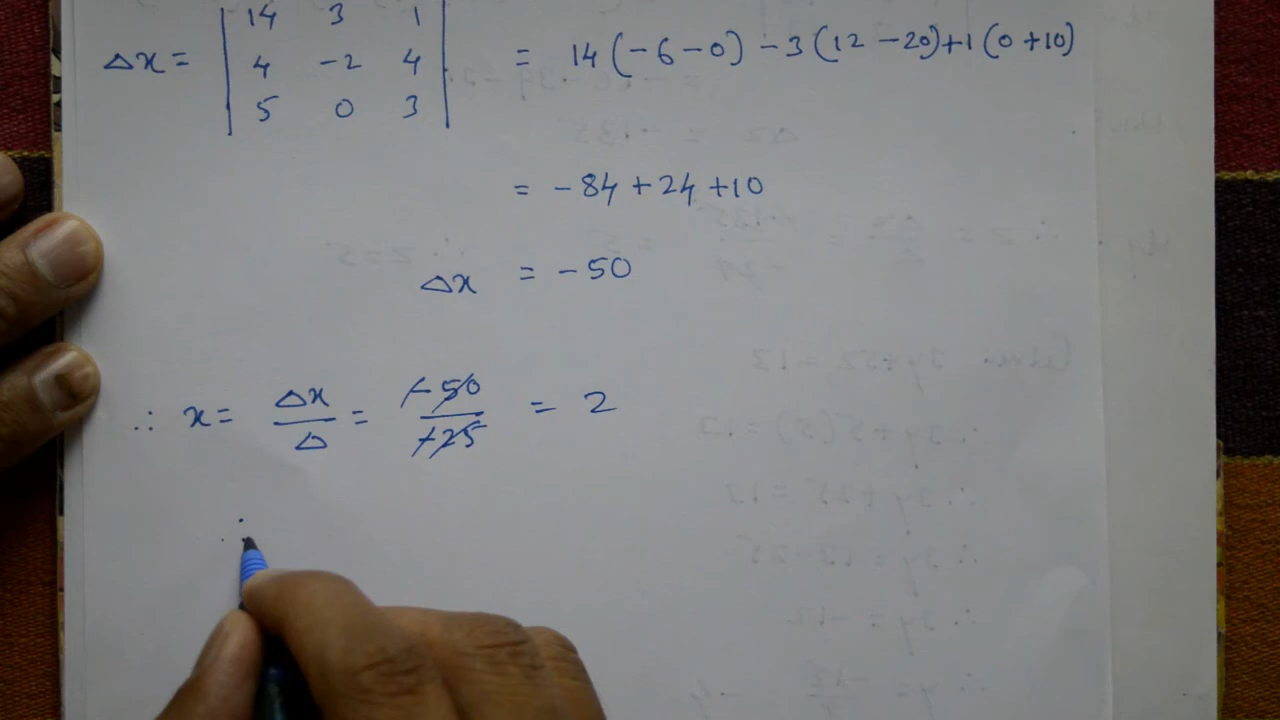 Δx = | 14 3 1 | = 14(-6-0) -3(12-20)+1(0+10)
| 4 -2 4 |
| 5 0 3 |
= -84+24+10
Δx = -50
∴ x = Δx/Δ = -50/-25 = 2
∴